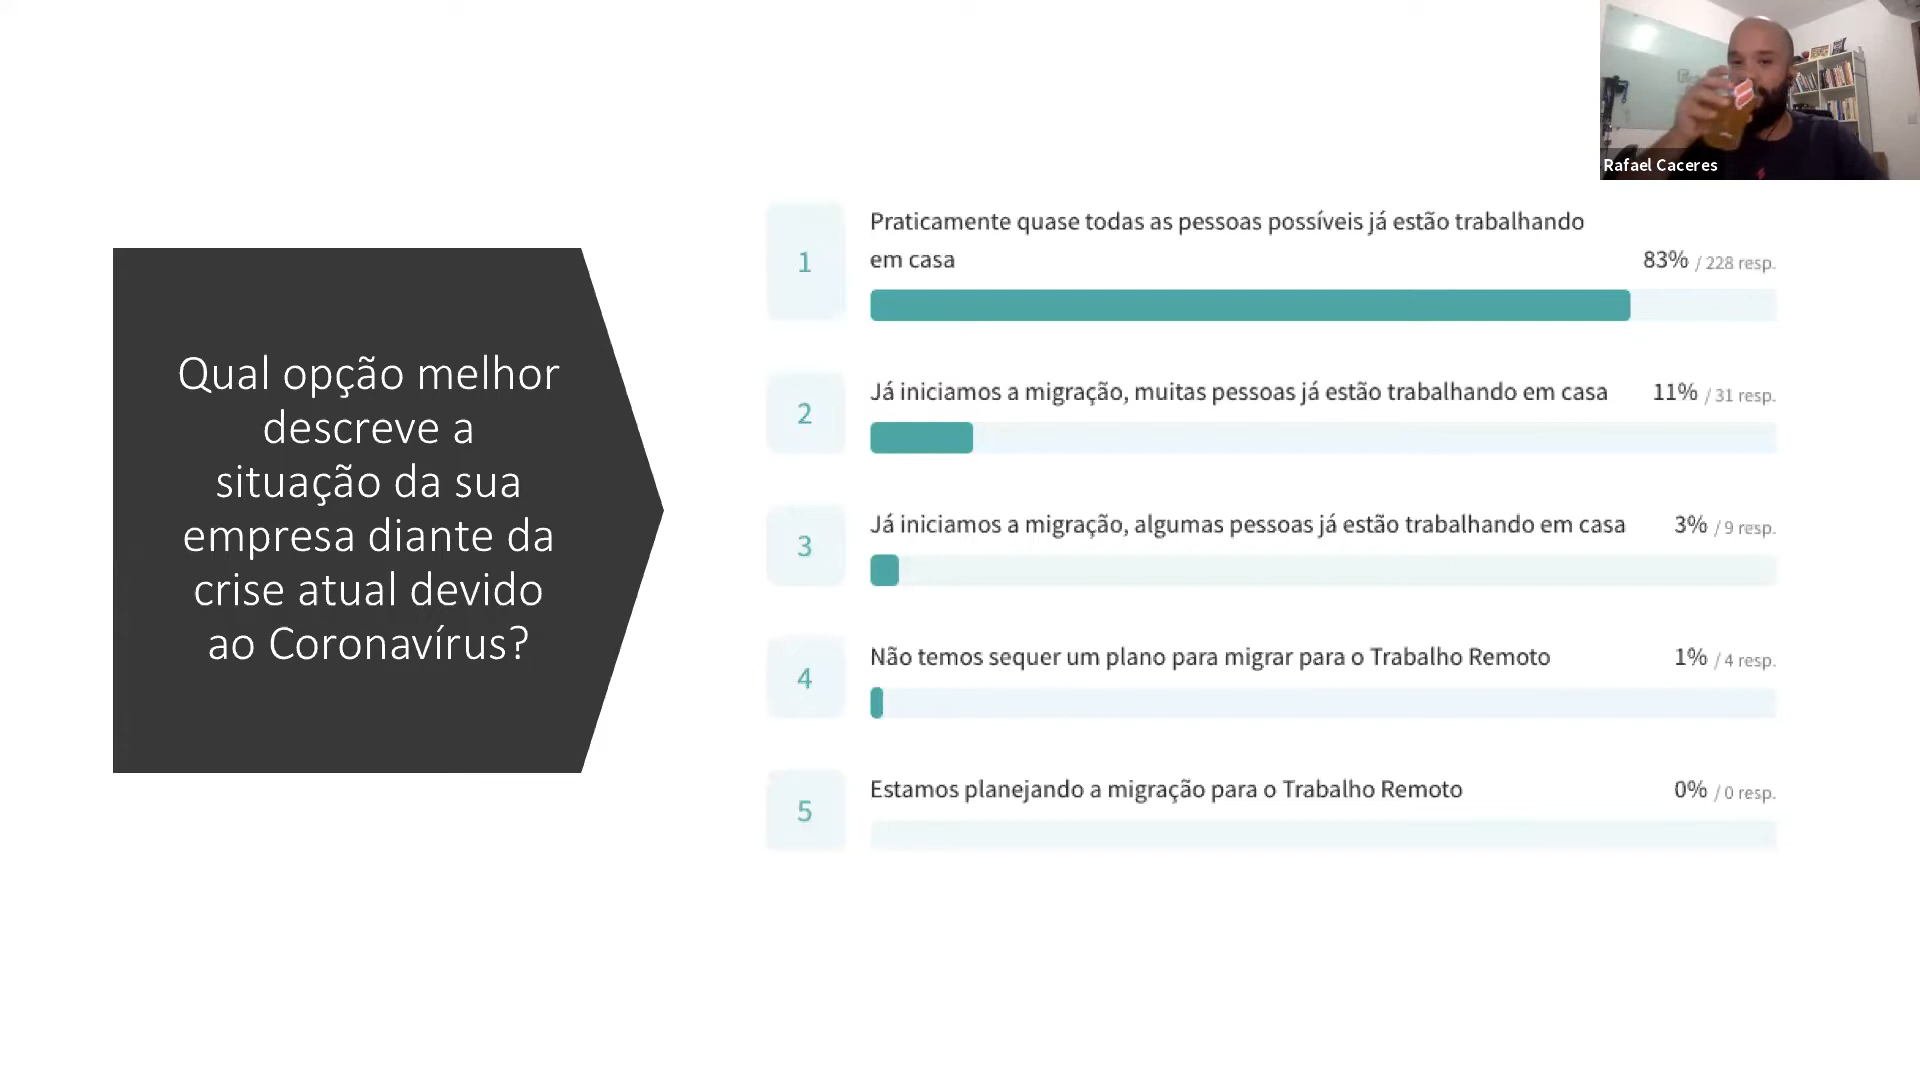 Rafael Caceres
Qual opção melhor
descreve a
situação da sua
empresa diante da
crise atual devido
ao Coronavírus?
1
Praticamente quase todas as pessoas possíveis já estão trabalhando
em casa
83% / 228 resp.
2
Já iniciamos a migração, muitas pessoas já estão trabalhando em casa
11% / 31 resp.
3
Já iniciamos a migração, algumas pessoas já estão trabalhando em casa
3% / 9 resp.
4
Não temos sequer um plano para migrar para o Trabalho Remoto
1% / 4 resp.
5
Estamos planejando a migração para o Trabalho Remoto
0% / 0 resp.